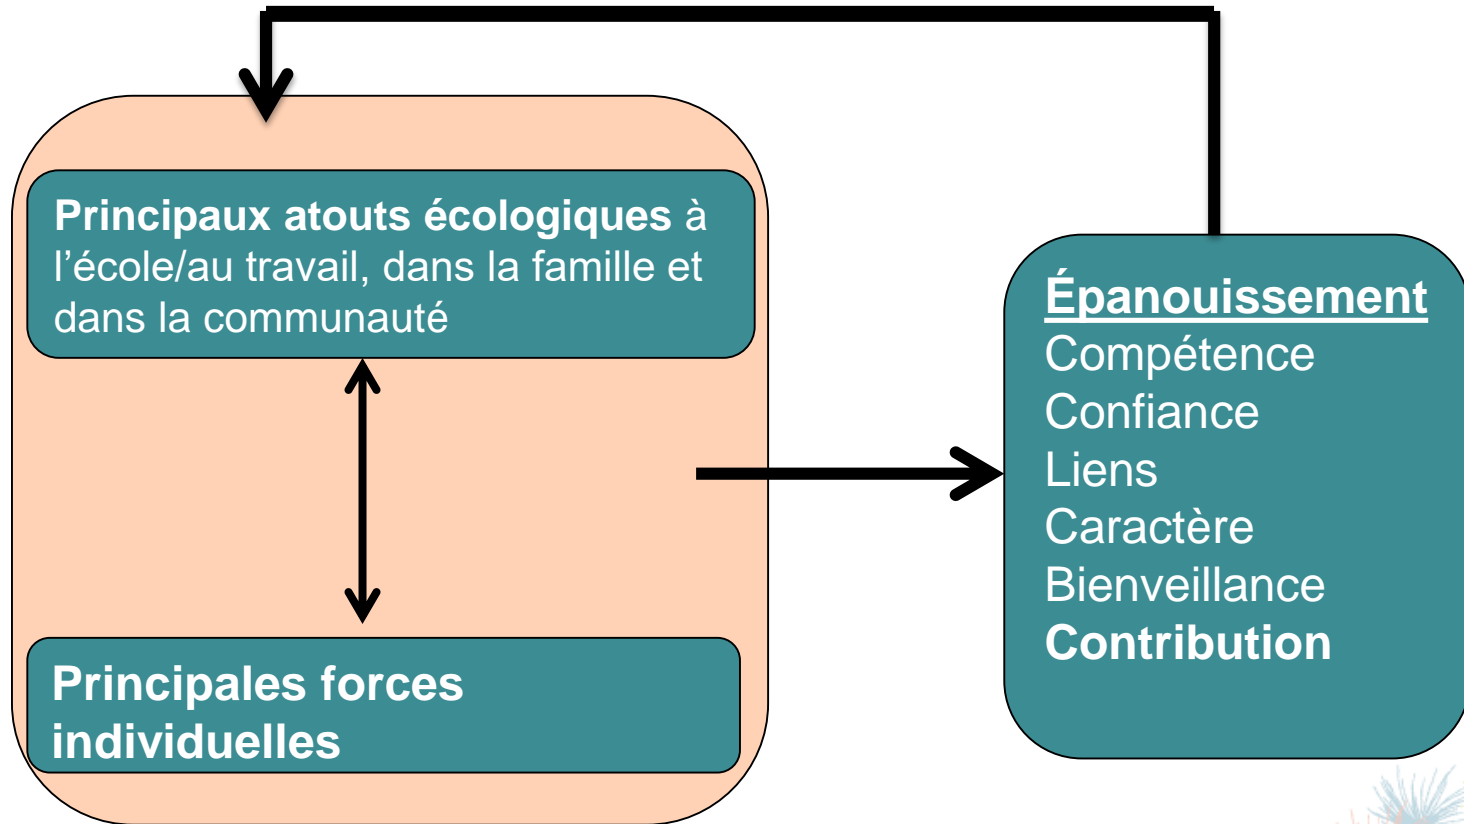 Principaux atouts écologiques à
l’école/au travail, dans la famille et
dans la communauté
Principales forces
individuelles
Épanouissement
Compétence
Confiance
Liens
Caractère
Bienveillance
Contribution